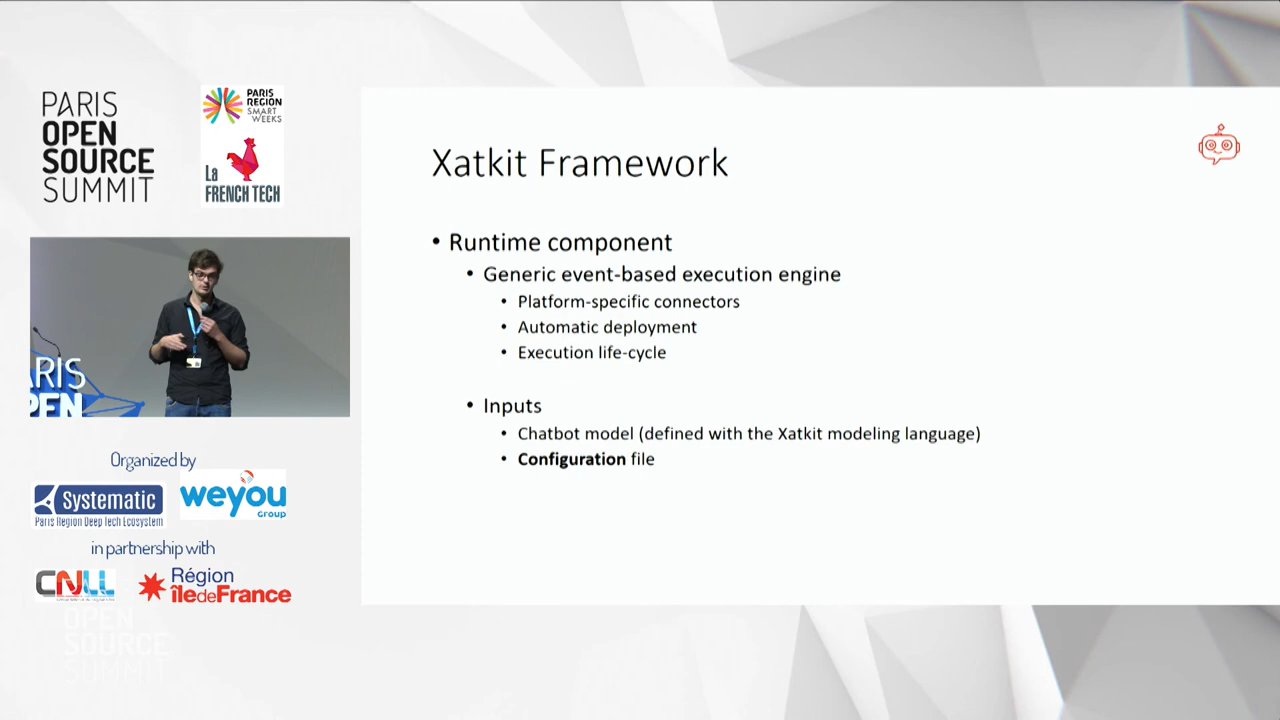 PARIS
OPEN
SOURCE
SUMMIT
PARIS
REGION
SMART
WEEKS
La
FRENCH TECH
Xatkit Framework
• Runtime component
• Generic event-based execution engine
• Platform-specific connectors
• Automatic deployment
• Execution life-cycle
• Inputs
• Chatbot model (defined with the Xatkit modeling language)
• Configuration file
ARIS
PEN
Organized by
Systematic
Paris Region Deep Tech Ecosystem
weyou
GROUP
in partnership with
CNLL
Région
îledeFrance
OPEN
SOURCE
SUMMIT